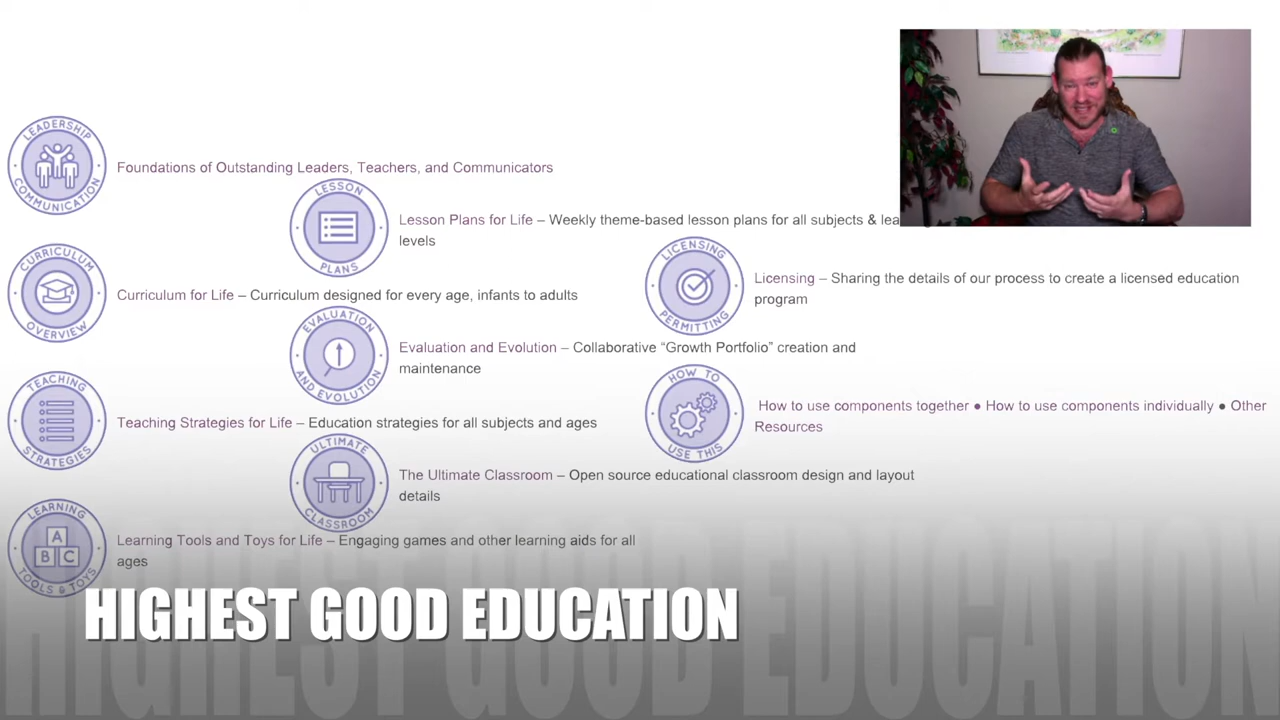 LEADERSHIP
COMMUNICATION
Foundations of Outstanding Leaders, Teachers, and Communicators
LESSON
PLANS
Lesson Plans for Life – Weekly theme-based lesson plans for all subjects &
levels
CURRICULUM
OVERVIEW
Curriculum for Life – Curriculum designed for every age, infants to adults
LICENSING
PERMITTING
Licensing – Sharing the details of our process to create a licensed education
program
EVALUATION
AND EVOLUTION
Evaluation and Evolution – Collaborative “Growth Portfolio” creation and
maintenance
TEACHING
STRATEGIES
Teaching Strategies for Life – Education strategies for all subjects and ages
HOW TO
USE THIS
How to use components together ● How to use components individually ● Other
Resources
ULTIMATE
CLASSROOM
The Ultimate Classroom – Open source educational classroom design and layout
details
LEARNING
A
B C
TOOLS & TOYS
Learning Tools and Toys for Life – Engaging games and other learning aids for all
ages
HIGHEST GOOD EDUCATION
HIGHEST GOOD EDUCATION